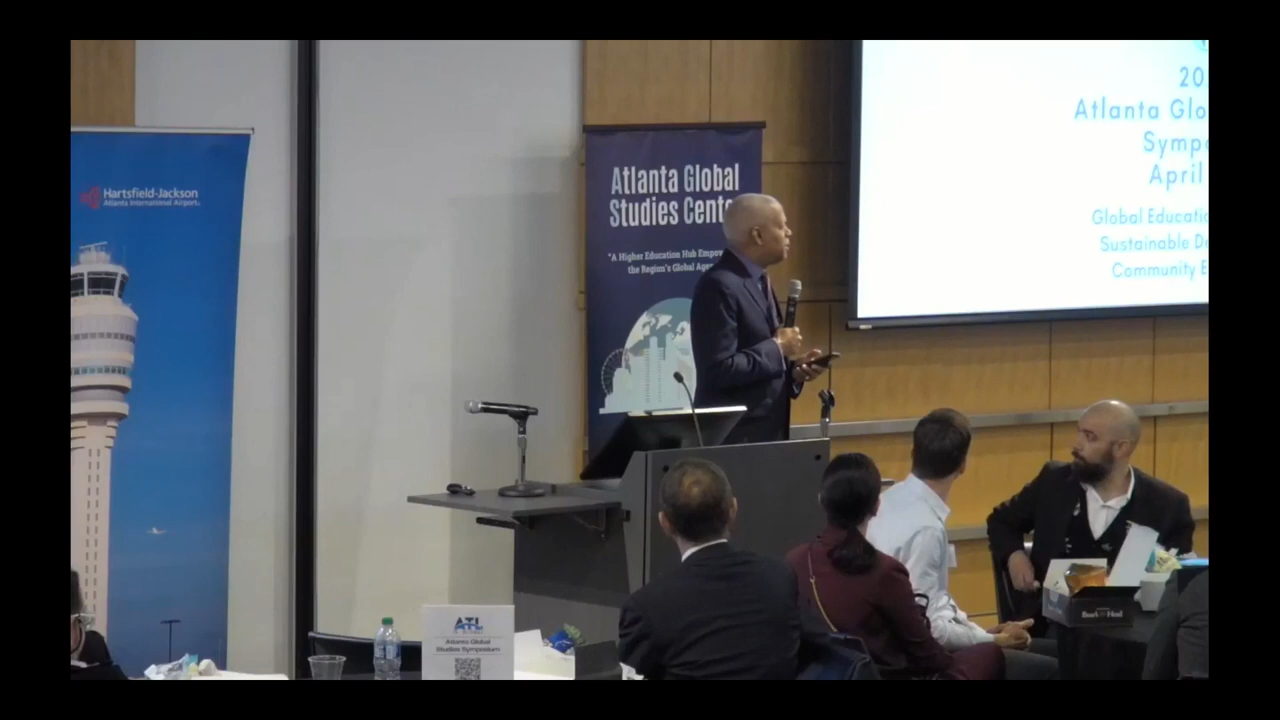 Hartsfield-Jackson
Atlanta International Airport
Atlanta Global
Studies Cent
"A Higher Education Hub Empow
the Region's Global Age
20
Atlanta Glo
Symp
April
Global Educatio
Sustainable D
Community E
ATL
Atlanta Global
Studies Symposium